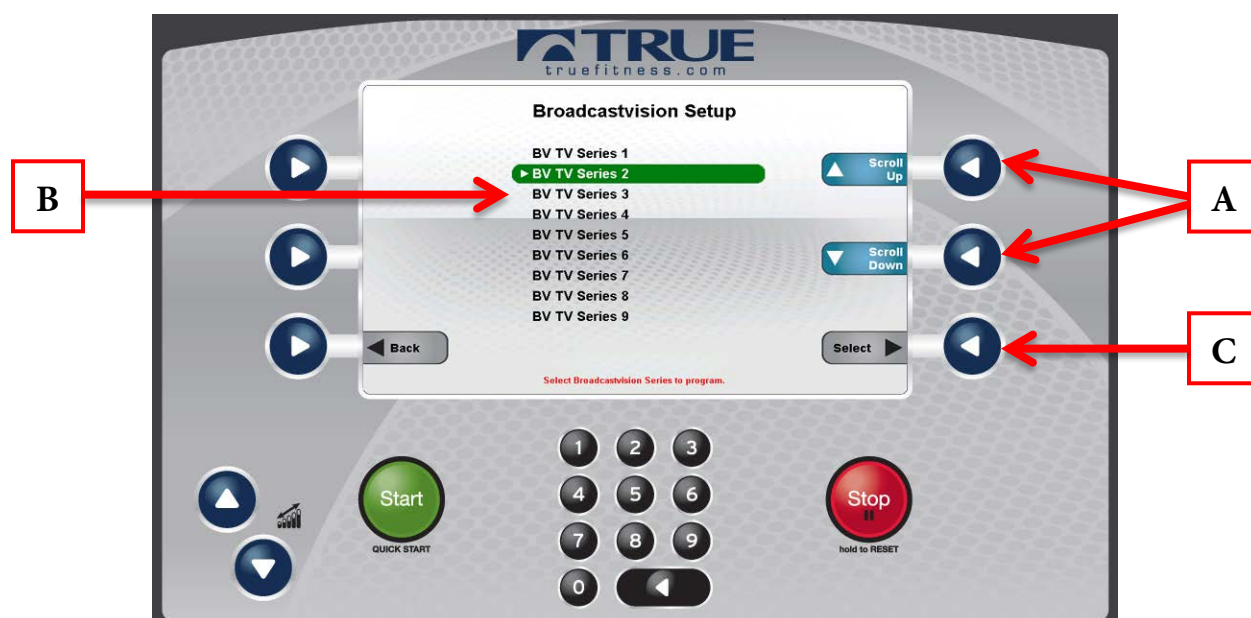 TRUE
truefitness.com
Broadcastvision Setup
BV TV Series 1
BV TV Series 2
BV TV Series 3
BV TV Series 4
BV TV Series 5
BV TV Series 6
BV TV Series 7
BV TV Series 8
BV TV Series 9
Scroll
Up
Scroll
Down
Back
Select
Select Broadcastvision Series to program.
B
A
C
1 2 3
4 5 6
7 8 9
0
Start
QUICK START
Stop
hold to RESET